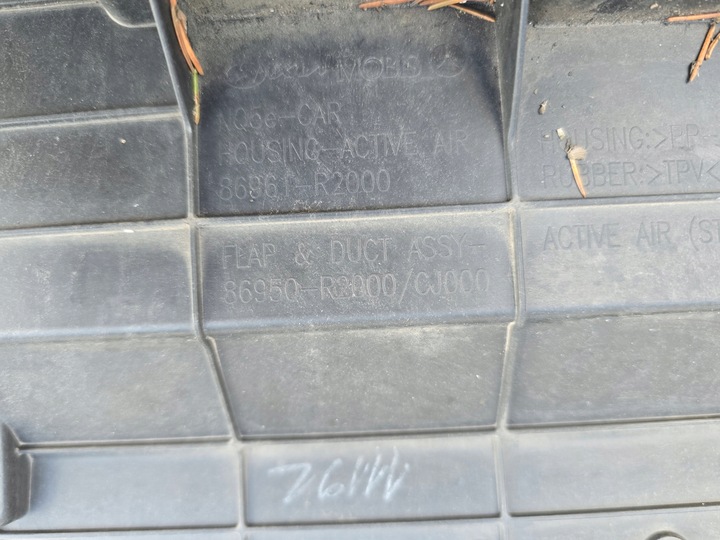 MOBIS
NQ5e-CAR
HOUSING-ACTIVE AIR
86961-R2000
FLAP & DUCT ASSY-
86950-R2000/CJ000
HOUSING:>PP-
RUBBER:>TPV<
ACTIVE AIR (ST